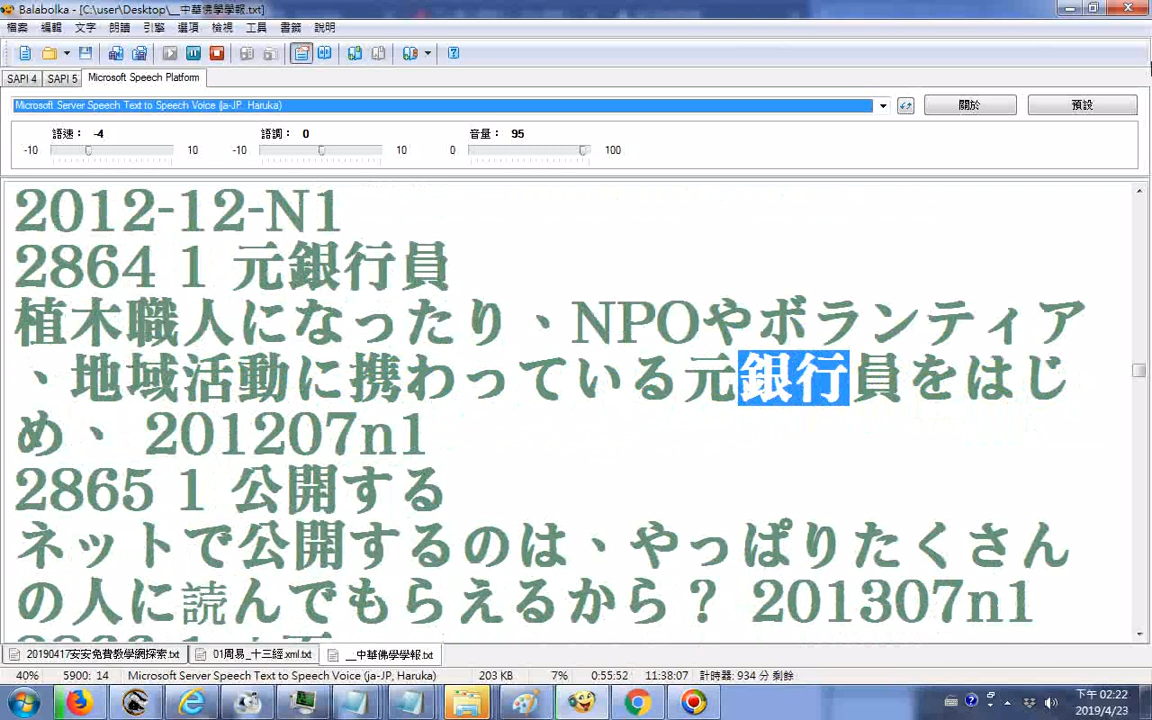 Balabolka - [C:\user\Desktop\__中華佛學學報.txt]
檔案 編輯 文字 朗讀 引擎 選項 檢視 工具 書籤 說明
SAPI 4 SAPI 5 Microsoft Speech Platform
Microsoft Server Speech Text to Speech Voice (ja-JP, Haruka)
關於 預設
語速： -4 語調： 0 音量： 95
-10 10 -10 10 0 100
2012-12-N1
2864 1 元銀行員
植木職人になったり、NPOやボランティア
、地域活動に携わっている元銀行員をはじ
め、 201207n1
2865 1 公開する
ネットで公開するのは、やっぱりたくさん
の人に読んでもらえるから？ 201307n1
20190417安安免費教學網探索.txt 01周易_十三經.xml.txt __中華佛學學報.txt
40% 5900: 14 Microsoft Server Speech Text to Speech Voice (ja-JP, Haruka) 203 KB 7% 0:55:52 11:38:07 計時器: 934 分 剩餘
下午 02:22
2019/4/23